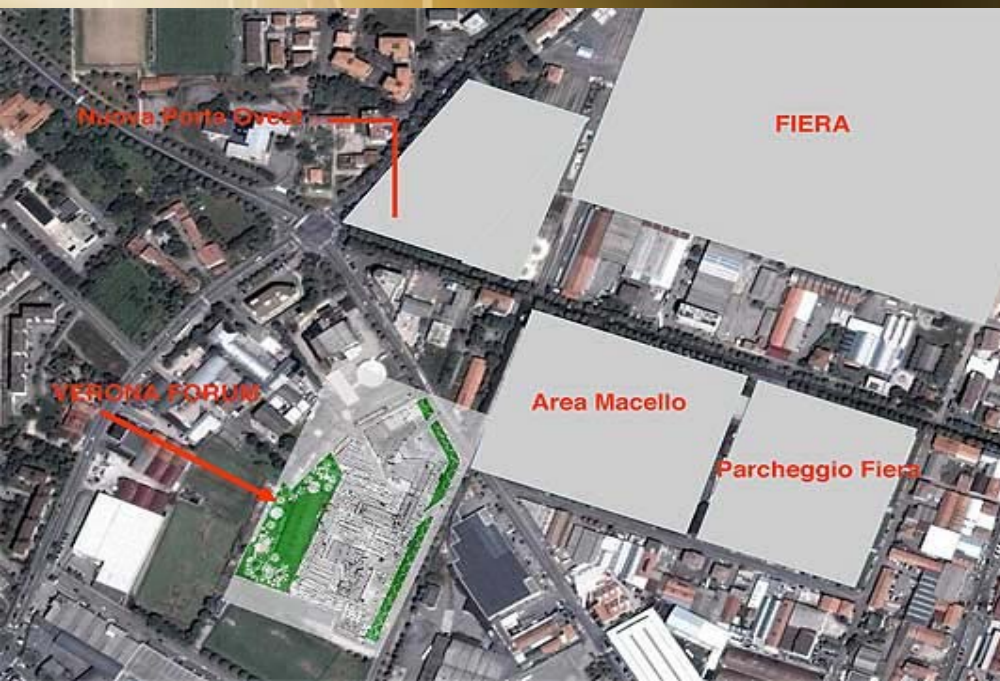 Nuova Porta Ovest
FIERA
VERONA FORUM
Area Macello
Parcheggio Fiera